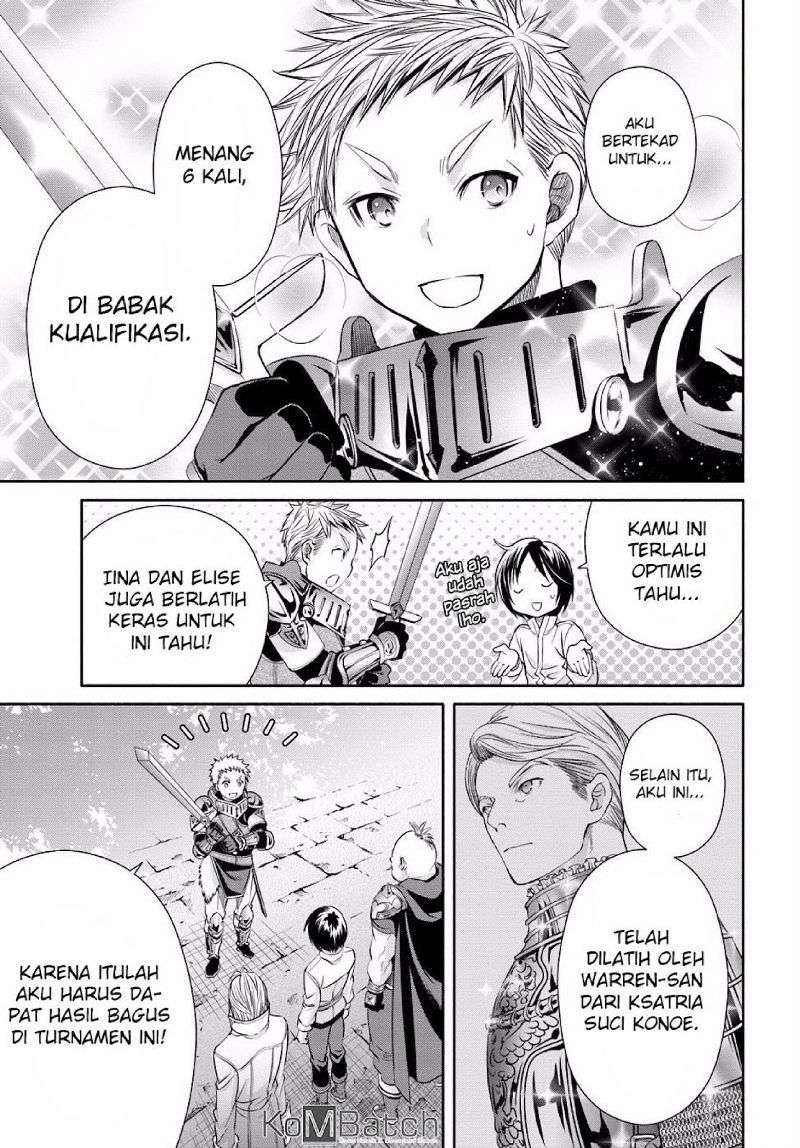 AKU
BERTEKAD
UNTUK...
MENANG
6 KALI,
DI BABAK
KUALIFIKASI.
KAMU INI
TERLALU
OPTIMIS
TAHU...
Aku aja
udah
pasrah
lho.
IINA DAN ELISE
JUGA BERLATIH
KERAS UNTUK
INI TAHU!
SELAIN ITU,
AKU INI...
TELAH
DILATIH OLEH
WARREN-SAN
DARI KSATRIA
SUCI KONOE.
KARENA ITULAH
AKU HARUS DA-
PAT HASIL BAGUS
DI TURNAMEN INI!
KoMBatch